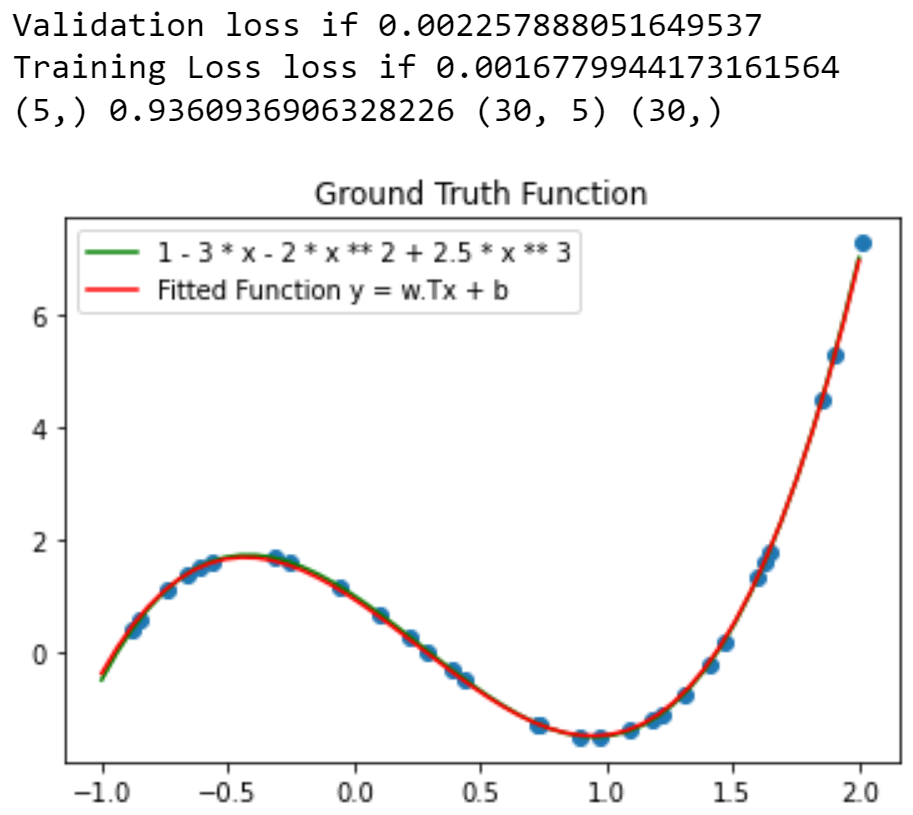 Validation loss if 0.002257888051649537
Training Loss loss if 0.0016779944173161564
(5,) 0.9360936906328226 (30, 5) (30,)
Ground Truth Function
1 - 3 * x - 2 * x ** 2 + 2.5 * x ** 3
Fitted Function y = w.Tx + b
6
4
2
0
−1.0 −0.5 0.0 0.5 1.0 1.5 2.0